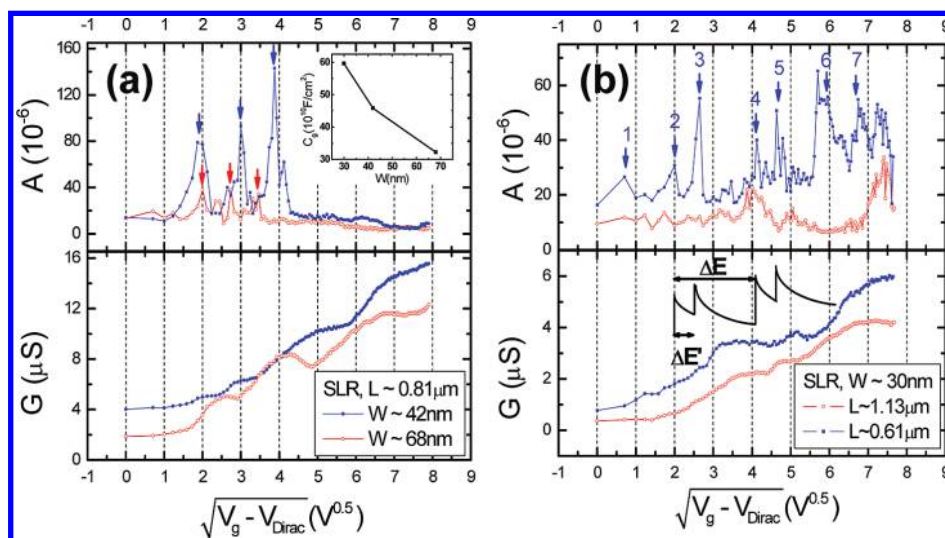 -1 0 1 2 3 4 5 6 7 8 9
160
120
80
40
0
A (10⁻⁶)
(a)
60
50
40
30
C_g(10¹⁰F/cm²)
30 40 50 60 70
W(nm)
16
12
8
4
0
G (μS)
SLR, L ~ 0.81μm
W ~ 42nm
W ~ 68nm
-1 0 1 2 3 4 5 6 7 8 9
√V_g - V_Dirac (V^0.5)
-1 0 1 2 3 4 5 6 7 8 9
60
40
20
0
A (10⁻⁶)
(b)
1 2 3 4 5 6 7
6
4
2
0
G (μS)
ΔE
ΔE'
SLR, W ~ 30nm
L~1.13μm
L~0.61μm
-1 0 1 2 3 4 5 6 7 8 9
√V_g - V_Dirac (V^0.5)